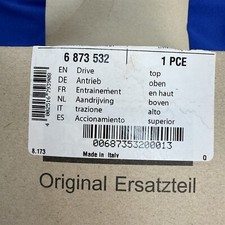 6 873 532 1 PCE
EN Drive top
DE Antrieb oben
FR Entrainement en haut
NL Aandrijving boven
IT trazione alto
ES Accionamiento superior
00687353200013
8.173 Made in Italy
Original Ersatzteil